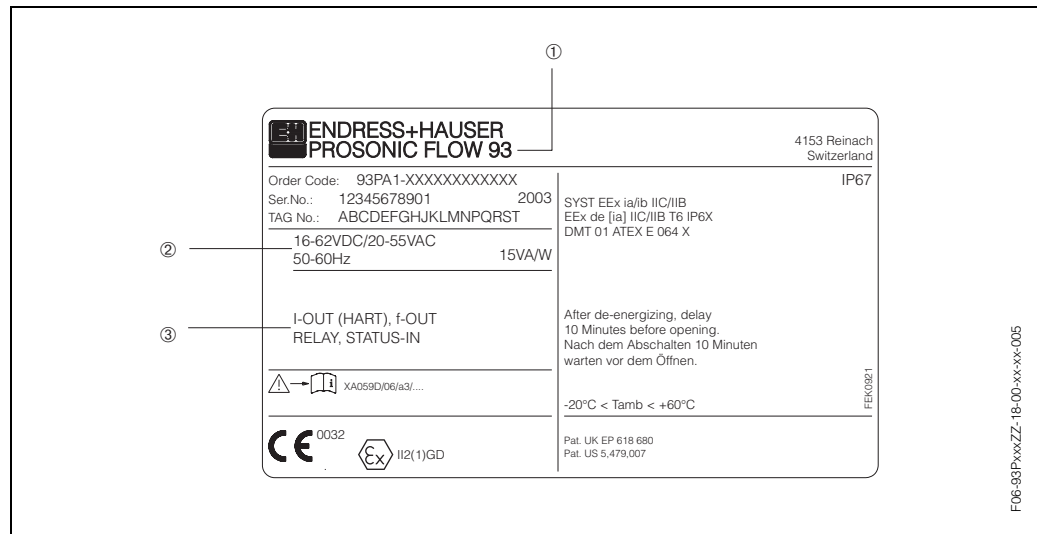 ①
ENDRESS+HAUSER
PROSONIC FLOW 93
4153 Reinach
Switzerland
Order Code: 93PA1-XXXXXXXXXXXX
Ser.No.: 12345678901 2003
TAG No.: ABCDEFGHJKLMNPQRST
②
16-62VDC/20-55VAC
50-60Hz 15VA/W
③
I-OUT (HART), f-OUT
RELAY, STATUS-IN
i XA059D/06/a3/....
CE 0032
Ex II2(1)GD
IP67
SYST EEx ia/ib IIC/IIB
EEx de [ia] IIC/IIB T6 IP6X
DMT 01 ATEX E 064 X
After de-energizing, delay
10 Minutes before opening.
Nach dem Abschalten 10 Minuten
warten vor dem Öffnen.
-20°C < Tamb < +60°C
FEK0921
Pat. UK EP 618 680
Pat. US 5,479,007
F06-93PxxxZZ-18-00-xx-xx-005